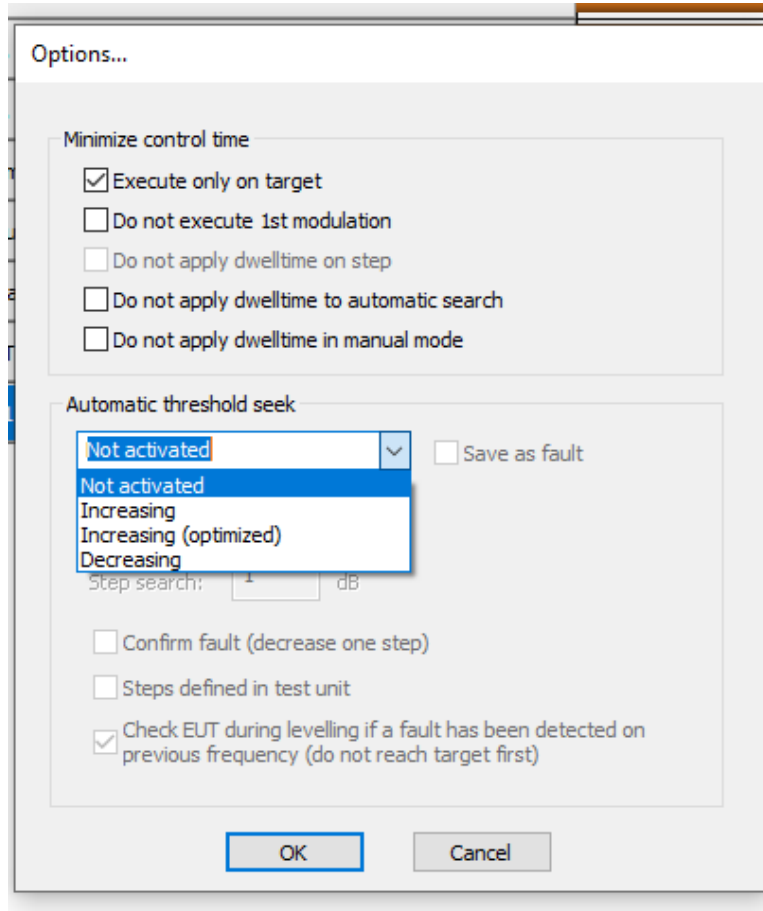 Options...
Minimize control time
Execute only on target
Do not execute 1st modulation
Do not apply dwelltime on step
Do not apply dwelltime to automatic search
Do not apply dwelltime in manual mode
Automatic threshold seek
Not activated
Save as fault
Not activated
Increasing
Increasing (optimized)
Decreasing
Step search: 1 dB
Confirm fault (decrease one step)
Steps defined in test unit
Check EUT during levelling if a fault has been detected on
previous frequency (do not reach target first)
OK Cancel